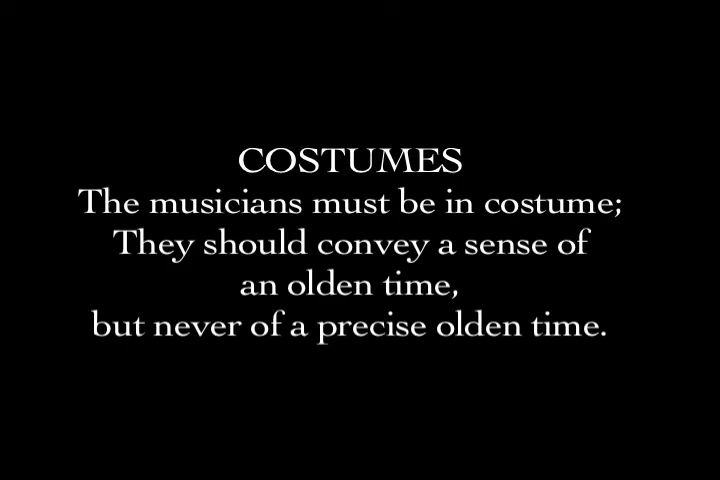 COSTUMES
The musicians must be in costume;
They should convey a sense of
an olden time,
but never of a precise olden time.